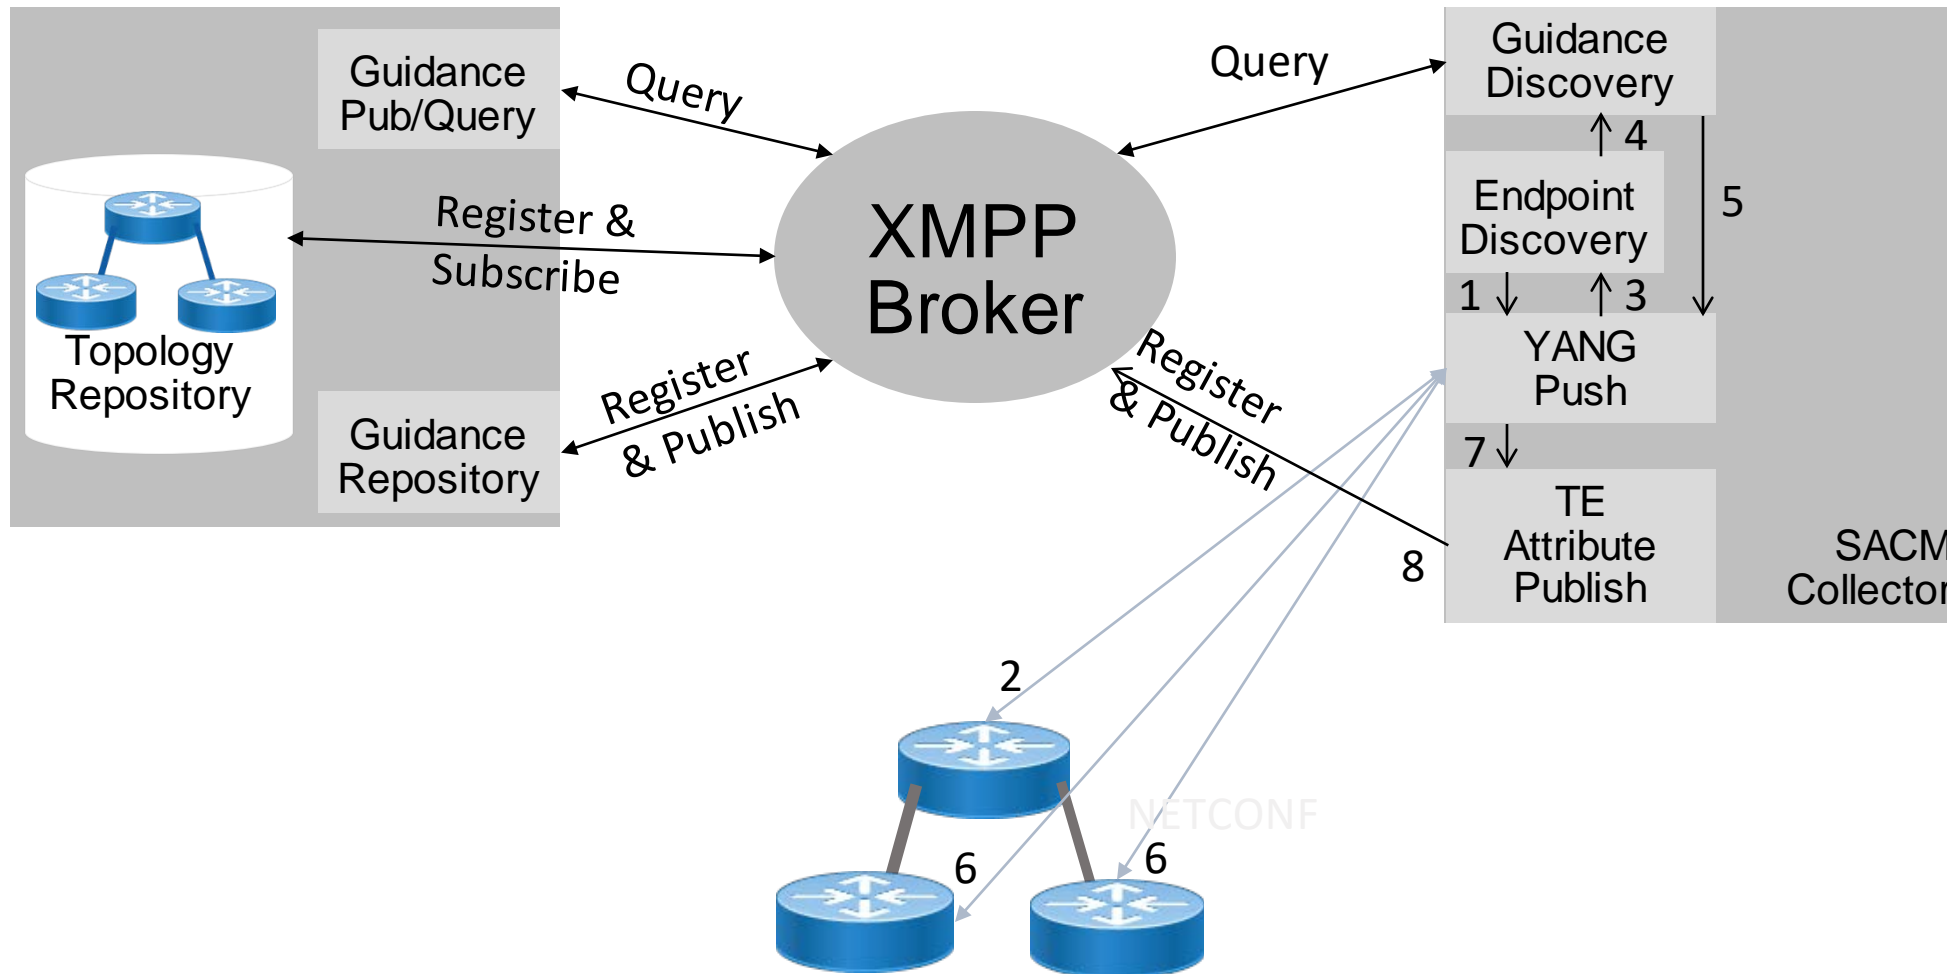 Guidance
Pub/Query
Query
Topology
Repository
Register &
Subscribe
Guidance
Repository
Register
& Publish
XMPP
Broker
Query
Guidance
Discovery
4
5
Endpoint
Discovery
1
3
YANG
Push
7
TE
Attribute
Publish
Register
& Publish
8
SACM
Collector
2
NETCONF
6
6